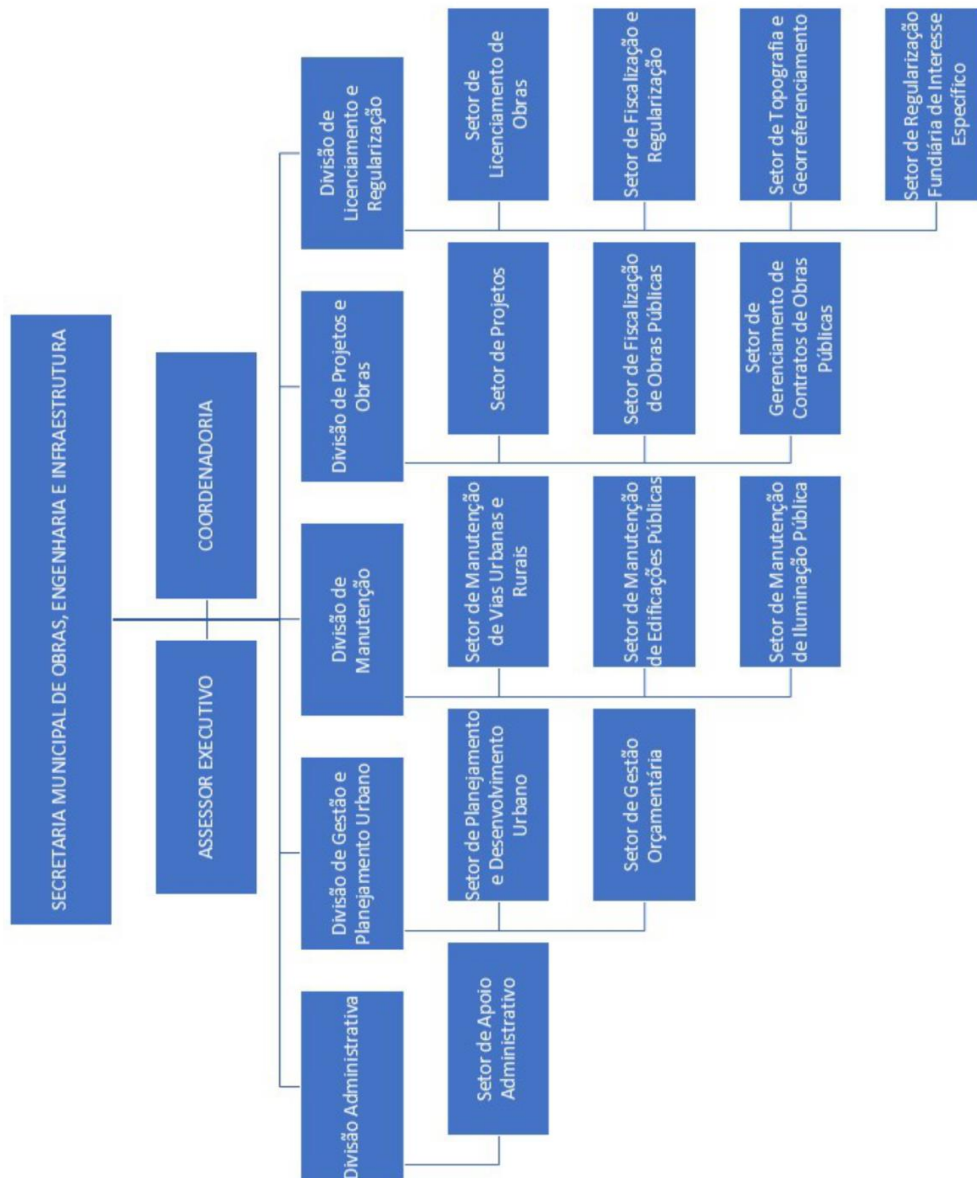 SECRETARIA MUNICIPAL DE OBRAS, ENGENHARIA E INFRAESTRUTURA
ASSESSOR EXECUTIVO
COORDENADORIA
Divisão Administrativa
Setor de Apoio
Administrativo
Divisão de Gestão e
Planejamento Urbano
Setor de Planejamento
e Desenvolvimento
Urbano
Setor de Gestão
Orçamentária
Divisão de
Manutenção
Setor de Manutenção
de Vias Urbanas e
Rurais
Setor de Manutenção
de Edificações Públicas
Setor de Manutenção
de Iluminação Pública
Divisão de Projetos e
Obras
Setor de Projetos
Setor de Fiscalização
de Obras Públicas
Setor de
Gerenciamento de
Contratos de Obras
Públicas
Divisão de
Licenciamento e
Regularização
Setor de
Licenciamento de
Obras
Setor de Fiscalização e
Regularização
Setor de Topografia e
Georreferenciamento
Setor de Regularização
Fundiária de Interesse
Específico